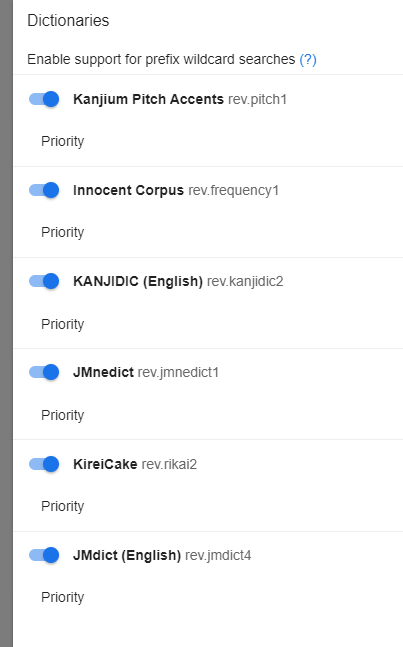 Dictionaries
Enable support for prefix wildcard searches (?)
Kanjium Pitch Accents rev.pitch1
Priority
Innocent Corpus rev.frequency1
Priority
KANJIDIC (English) rev.kanjidic2
Priority
JMnedict rev.jmnedict1
Priority
KireiCake rev.rikai2
Priority
JMdict (English) rev.jmdict4
Priority